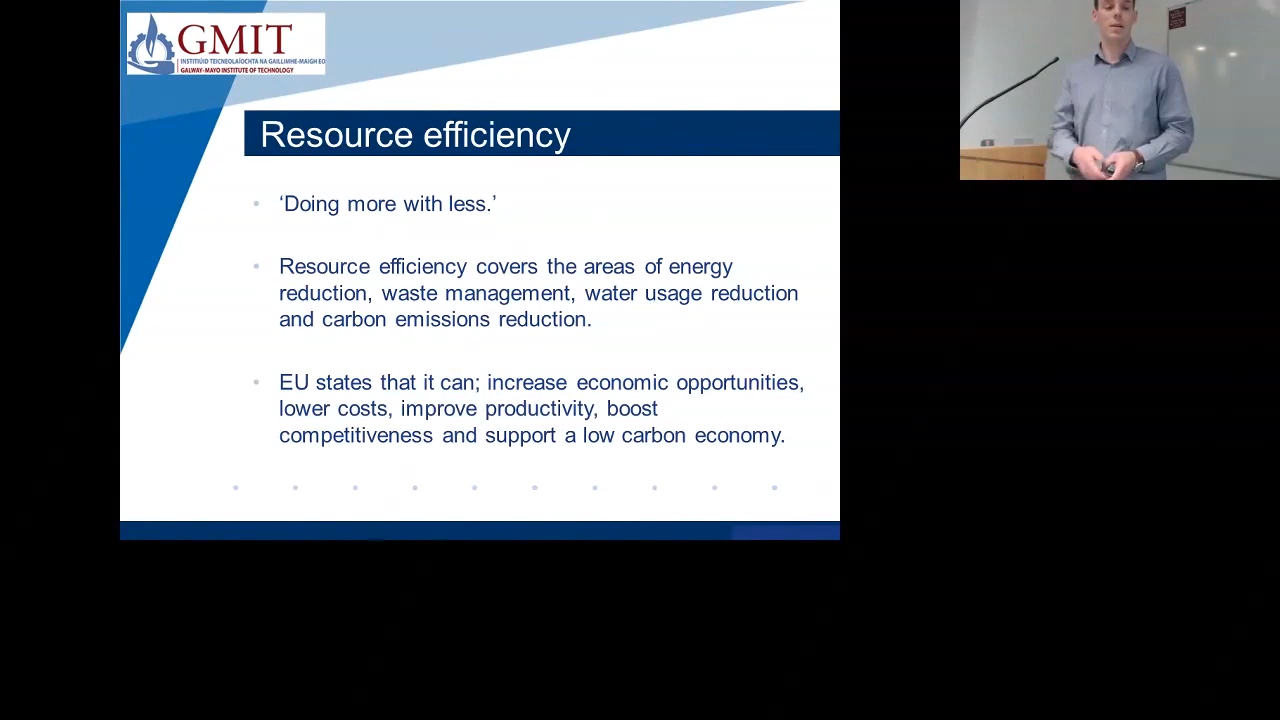 GMIT
INSTITIÚID TEICNEOLAÍOCHTA NA GAILLIMHE-MAIGH EO
GALWAY-MAYO INSTITUTE OF TECHNOLOGY
Resource efficiency
‘Doing more with less.’
Resource efficiency covers the areas of energy
reduction, waste management, water usage reduction
and carbon emissions reduction.
EU states that it can; increase economic opportunities,
lower costs, improve productivity, boost
competitiveness and support a low carbon economy.